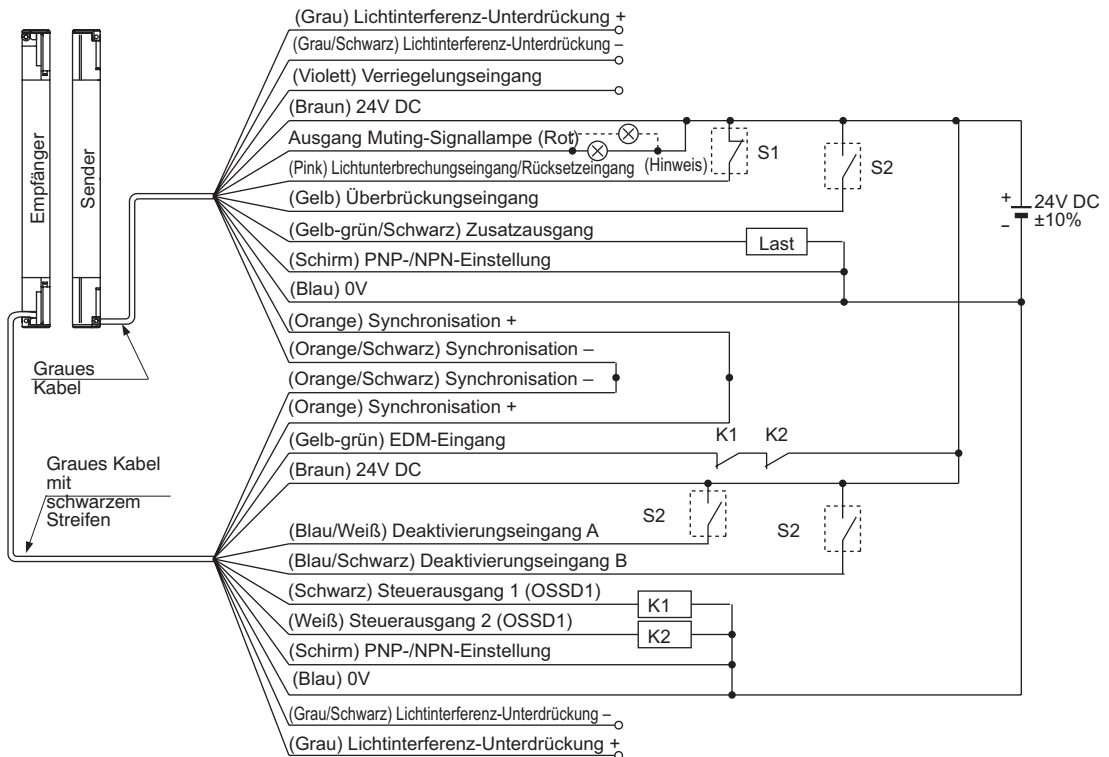 (Grau) Lichtinterferenz-Unterdrückung +
(Grau/Schwarz) Lichtinterferenz-Unterdrückung –
(Violett) Verriegelungseingang
(Braun) 24V DC
Ausgang Muting-Signallampe (Rot)
(Hinweis)
S1
S2
(Pink) Lichtunterbrechungseingang/Rücksetzeingang
(Gelb) Überbrückungseingang
+
–
24V DC
±10%
(Gelb-grün/Schwarz) Zusatzausgang
Last
(Schirm) PNP-/NPN-Einstellung
(Blau) 0V
(Orange) Synchronisation +
(Orange/Schwarz) Synchronisation –
(Orange/Schwarz) Synchronisation –
(Orange) Synchronisation +
(Gelb-grün) EDM-Eingang
K1
K2
(Braun) 24V DC
S2
S2
(Blau/Weiß) Deaktivierungseingang A
(Blau/Schwarz) Deaktivierungseingang B
(Schwarz) Steuerausgang 1 (OSSD1)
K1
(Weiß) Steuerausgang 2 (OSSD1)
K2
(Schirm) PNP-/NPN-Einstellung
(Blau) 0V
(Grau/Schwarz) Lichtinterferenz-Unterdrückung –
(Grau) Lichtinterferenz-Unterdrückung +
Empfänger
Sender
Graues
Kabel
Graues Kabel
mit
schwarzem
Streifen